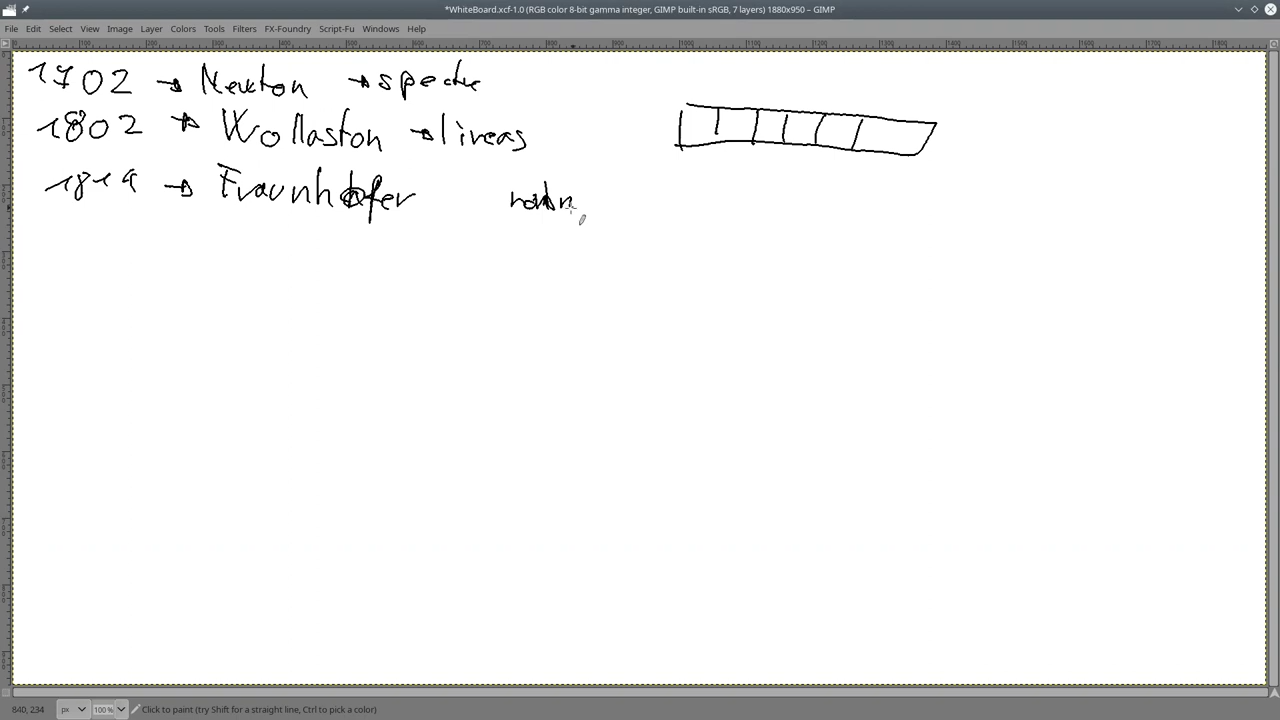 *WhiteBoard.xcf-1.0 (RGB color 8-bit gamma integer, GIMP built-in sRGB, 7 layers) 1880x950 – GIMP
File Edit Select View Image Layer Colors Tools Filters FX-Foundry Script-Fu Windows Help
1702 → Newton → spectre
1802 → Wollaston → lineas
1814 → Fraunhofer
840, 234 px 100 % Click to paint (try Shift for a straight line, Ctrl to pick a color)